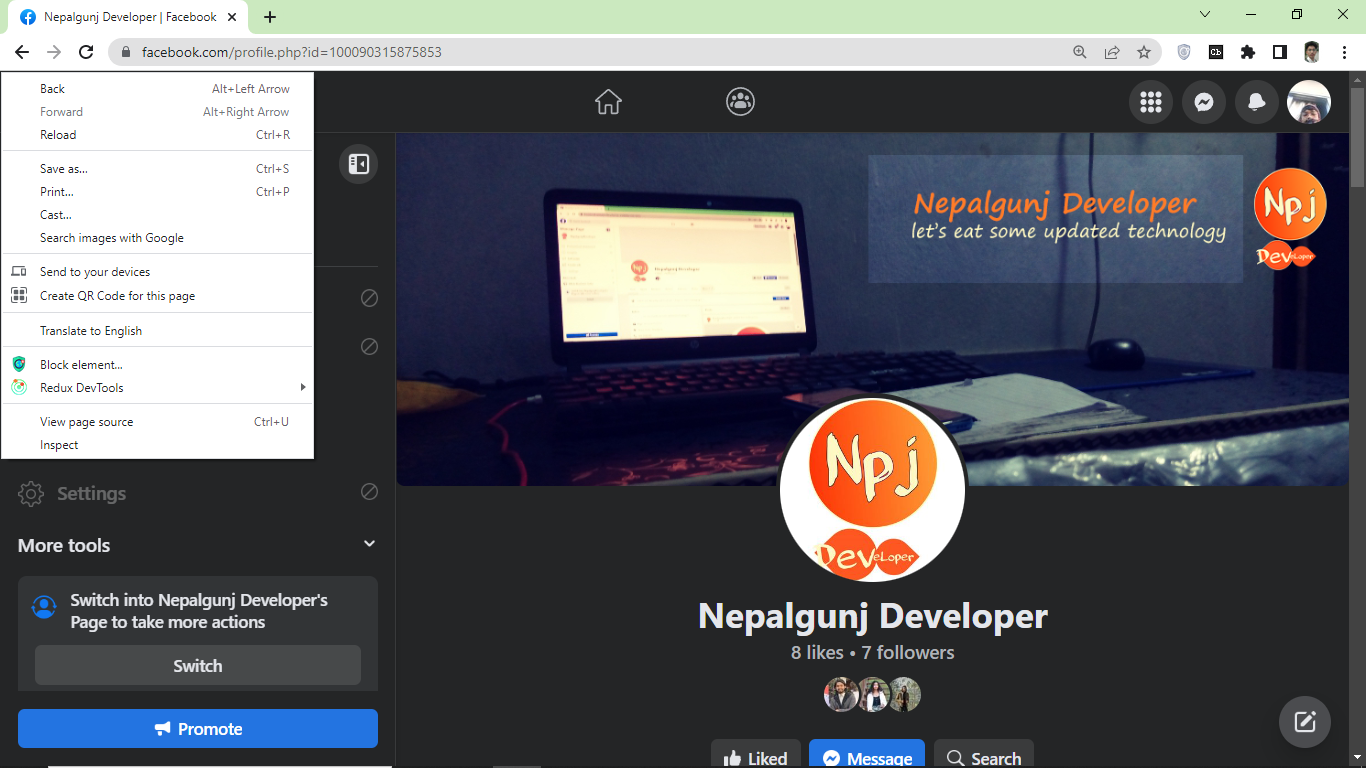 Nepalgunj Developer | Facebook
facebook.com/profile.php?id=100090315875853
Back Alt+Left Arrow
Forward Alt+Right Arrow
Reload Ctrl+R
Save as... Ctrl+S
Print... Ctrl+P
Cast...
Search images with Google
Send to your devices
Create QR Code for this page
Translate to English
Block element...
Redux DevTools
View page source Ctrl+U
Inspect
Settings
More tools
Switch into Nepalgunj Developer's
Page to take more actions
Switch
Promote
Nepalgunj Developer
let's eat some updated technology
Npj
Developer
Npj
Developer
Nepalgunj Developer
8 likes • 7 followers
Liked Message Search